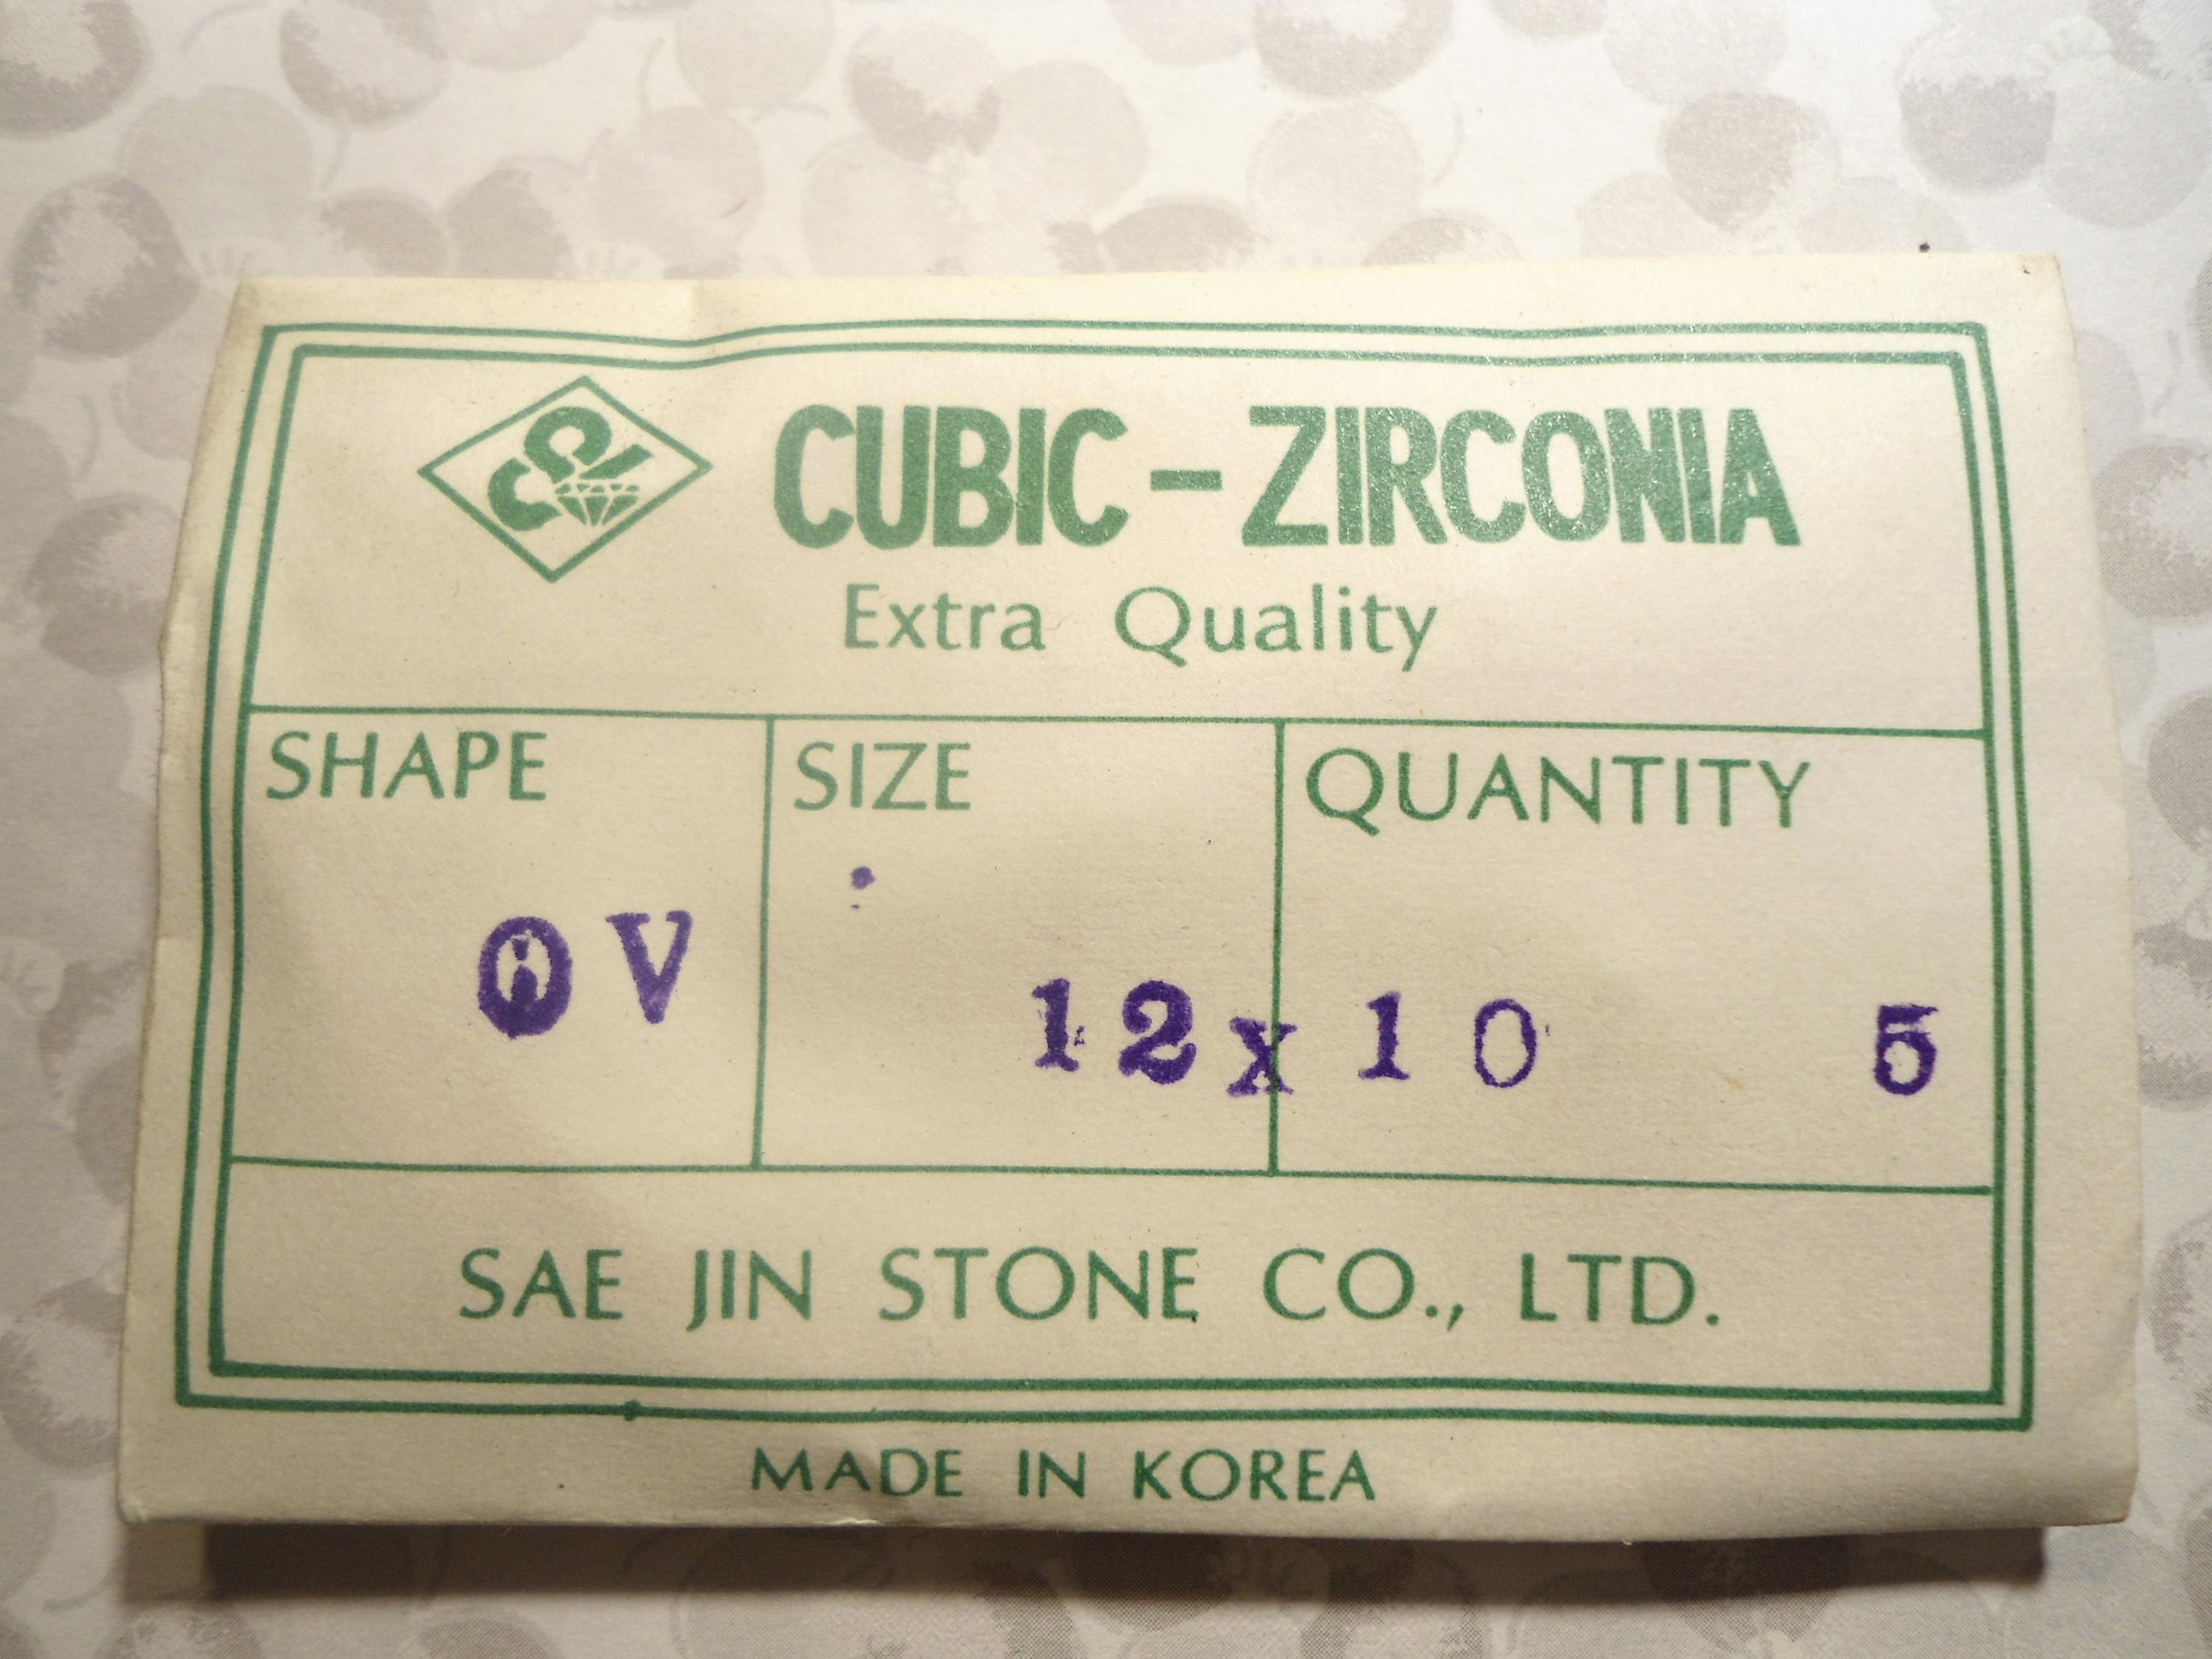 CUBIC-ZIRCONIA
Extra Quality
SHAPE SIZE QUANTITY
OV 12x10 5
SAE JIN STONE CO., LTD.
MADE IN KOREA